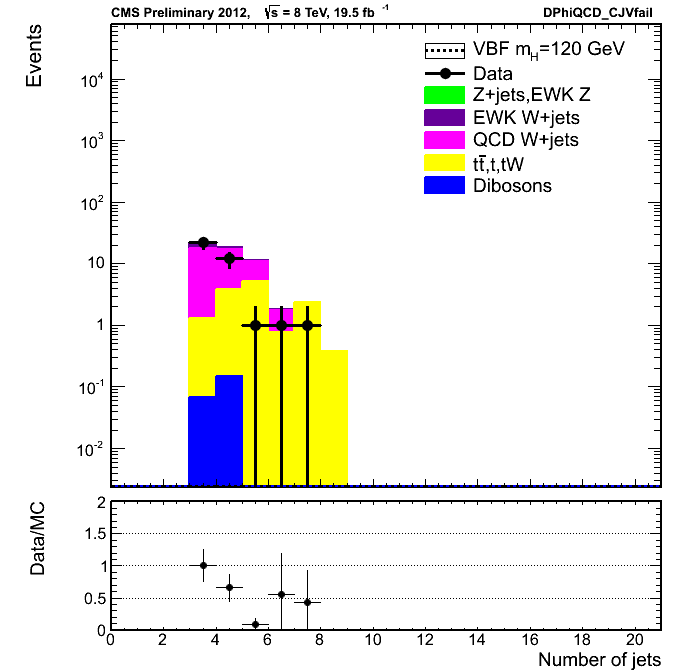 CMS Preliminary 2012, √s = 8 TeV, 19.5 fb⁻¹ DPhiQCD_CJVfail
Events
10⁴
10³
10²
10
1
10⁻¹
10⁻²
VBF m_H=120 GeV
Data
Z+jets,EWK Z
EWK W+jets
QCD W+jets
tt̄,t,tW
Dibosons
Data/MC
2
1.5
1
0.5
0
0 2 4 6 8 10 12 14 16 18 20
Number of jets